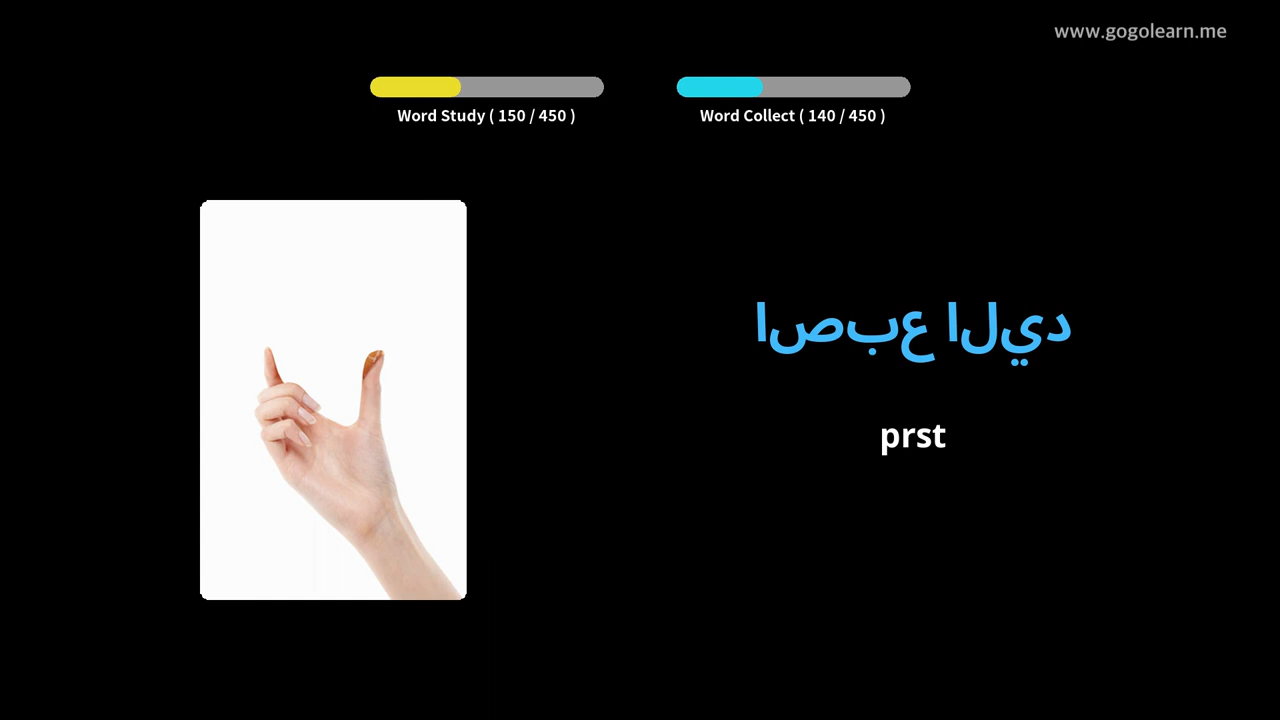 www.gogolearn.me
Word Study ( 150 / 450 )
Word Collect ( 140 / 450 )
اصبع اليد
prst